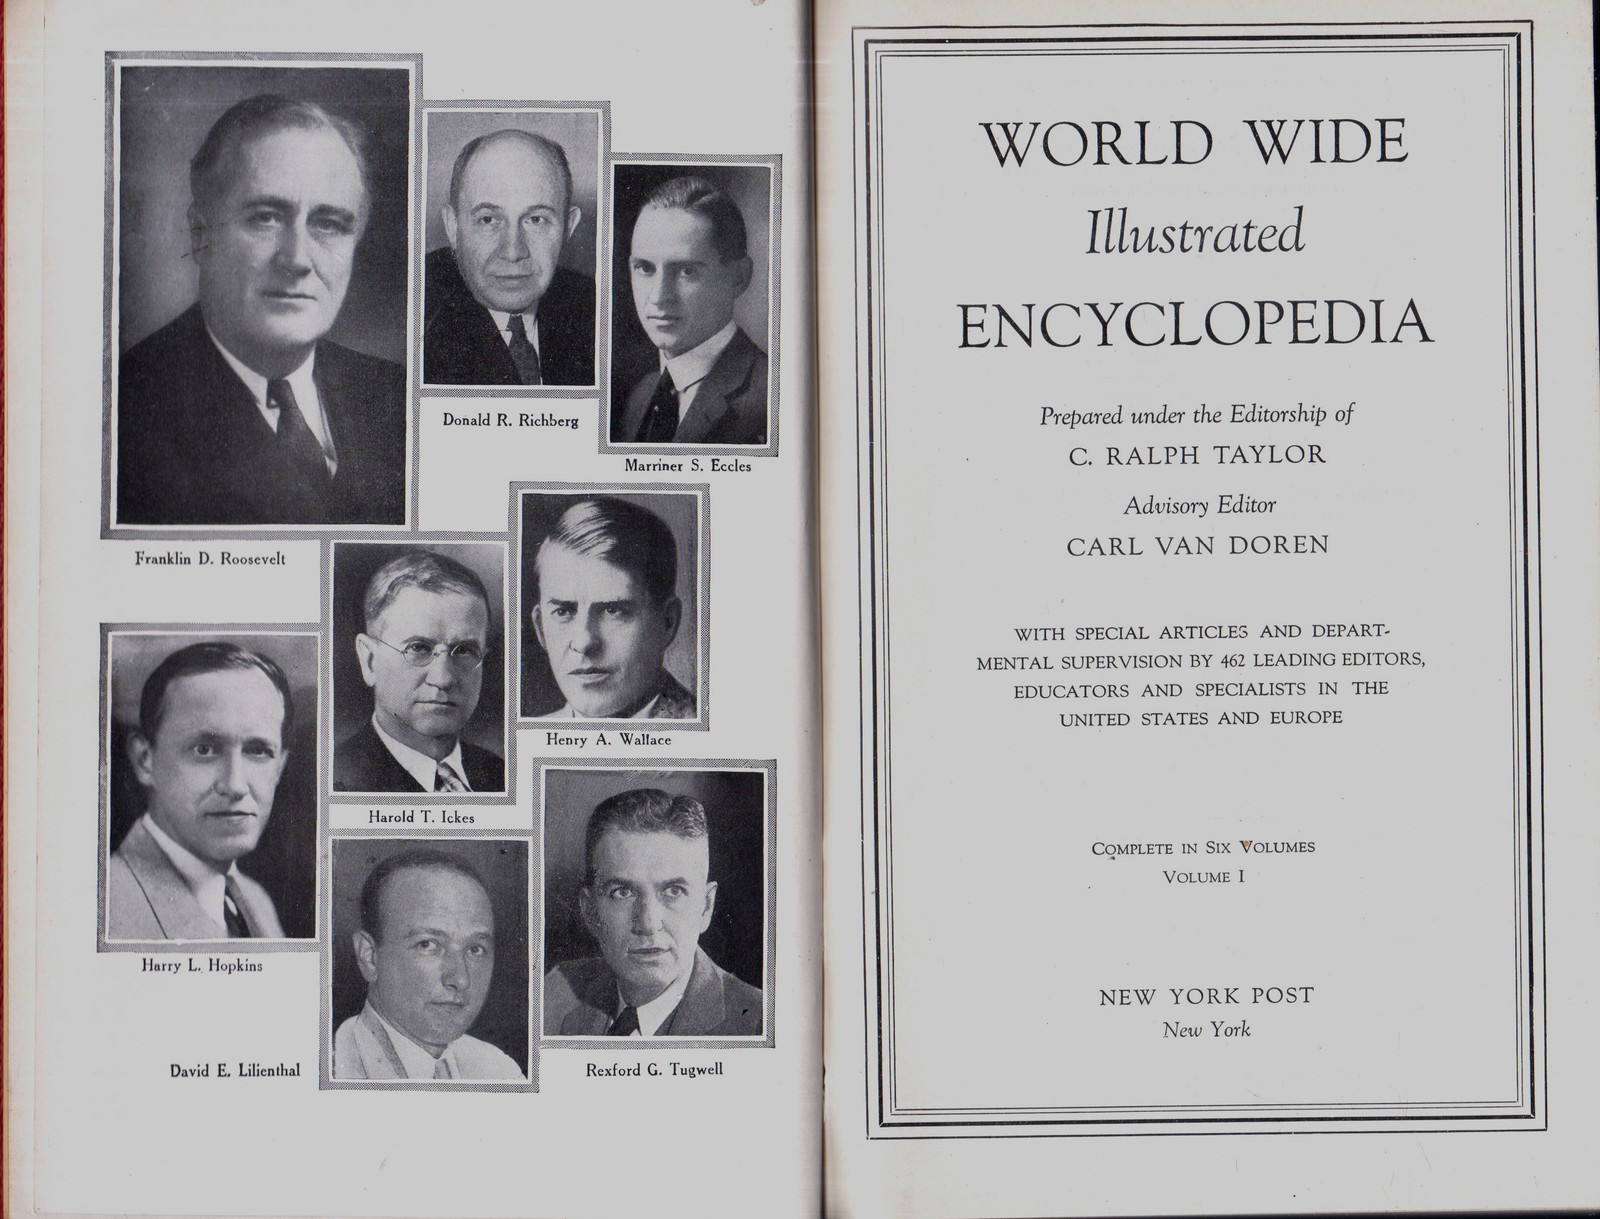 Franklin D. Roosevelt
Donald R. Richberg
Marriner S. Eccles
Henry A. Wallace
Harold T. Ickes
Harry L. Hopkins
David E. Lilienthal
Rexford G. Tugwell
WORLD WIDE
Illustrated
ENCYCLOPEDIA
Prepared under the Editorship of
C. RALPH TAYLOR
Advisory Editor
CARL VAN DOREN
WITH SPECIAL ARTICLES AND DEPART-
MENTAL SUPERVISION BY 462 LEADING EDITORS,
EDUCATORS AND SPECIALISTS IN THE
UNITED STATES AND EUROPE
COMPLETE IN SIX VOLUMES
VOLUME I
NEW YORK POST
New York